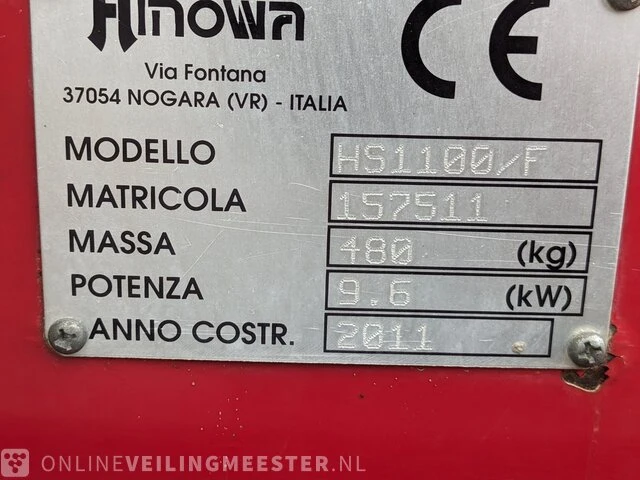 Hinowa
CE
Via Fontana
37054 NOGARA (VR) - ITALIA
MODELLO HS1100/F
MATRICOLA 157511
MASSA 480 (kg)
POTENZA 9.6 (kW)
ANNO COSTR. 2011
ONLINEVEILINGMEESTER.NL